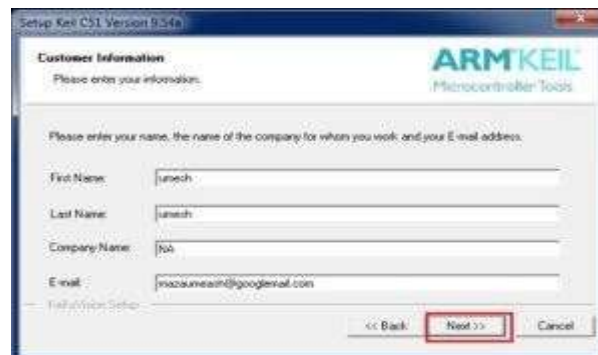 Setup Keil C51 Version 9.54a
Customer Information
Please enter your information.
ARM KEIL
Microcontroller Tools
Please enter your name, the name of the company for whom you work and your E-mail address.
First Name: umesh
Last Name: umesh
Company Name: NA
E-mail:
Keil µVision Setup
<< Back Next >> Cancel